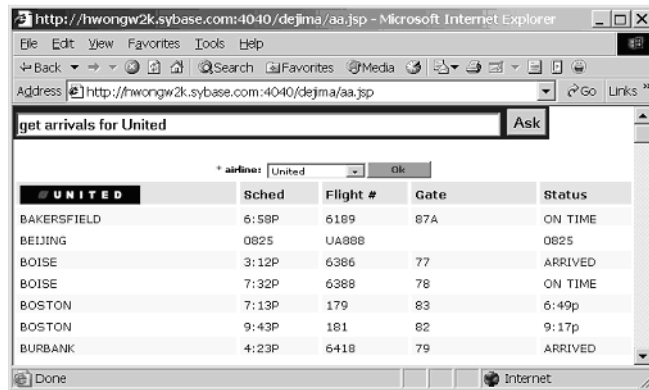 http://hwongw2k.sybase.com:4040/dejima/aa.jsp - Microsoft Internet Explorer
File Edit View Favorites Tools Help
Back Search Favorites Media
Address http://hwongw2k.sybase.com:4040/dejima/aa.jsp Go Links »
get arrivals for United Ask
* airline: United Ok
UNITED Sched Flight # Gate Status
BAKERSFIELD 6:58P 6189 87A ON TIME
BEIJING 0825 UA888 0825
BOISE 3:12P 6386 77 ARRIVED
BOISE 7:32P 6388 78 ON TIME
BOSTON 7:13P 179 83 6:49p
BOSTON 9:43P 181 82 9:17p
BURBANK 4:23P 6418 79 ARRIVED
Done Internet